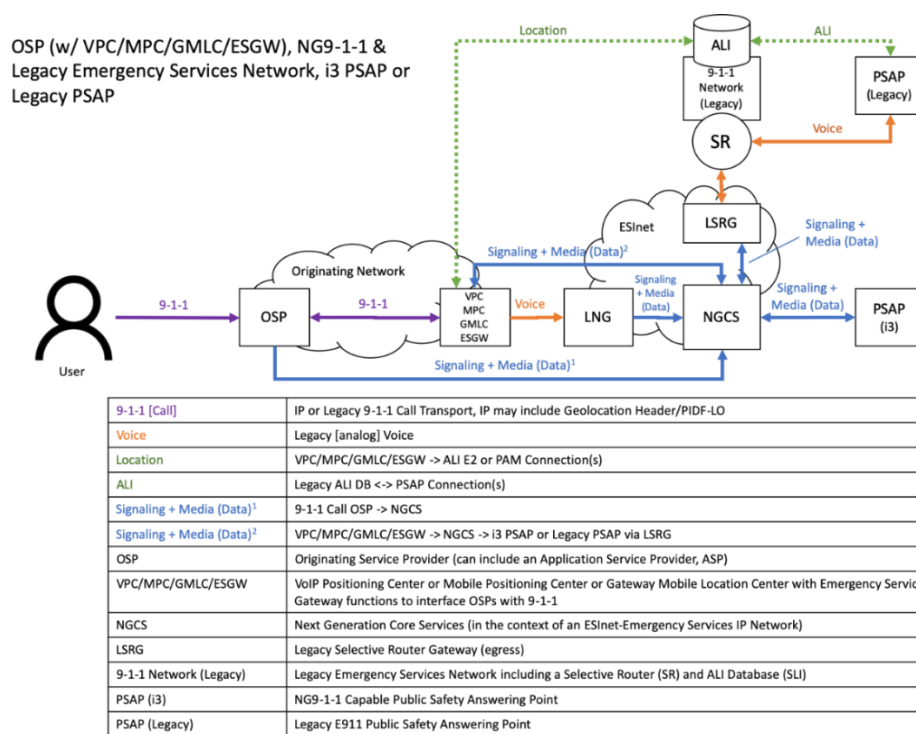 OSP (w/ VPC/MPC/GMLC/ESGW), NG9-1-1 &
Legacy Emergency Services Network, i3 PSAP or
Legacy PSAP
Location
ALI
ALI
9-1-1
Network
(Legacy)
PSAP
(Legacy)
SR
Voice
ESInet
LSRG
Signaling +
Media (Data)
Signaling + Media (Data)2
Originating Network
9-1-1
OSP
9-1-1
VPC
MPC
GMLC
ESGW
Voice
LNG
Signaling
+ Media
(Data)
NGCS
Signaling +
Media (Data)
PSAP
(i3)
User
Signaling + Media (Data)1
9-1-1 [Call] IP or Legacy 9-1-1 Call Transport, IP may include Geolocation Header/PIDF-LO
Voice Legacy [analog] Voice
Location VPC/MPC/GMLC/ESGW -> ALI E2 or PAM Connection(s)
ALI Legacy ALI DB <-> PSAP Connection(s)
Signaling + Media (Data)1 9-1-1 Call OSP -> NGCS
Signaling + Media (Data)2 VPC/MPC/GMLC/ESGW -> NGCS -> i3 PSAP or Legacy PSAP via LSRG
OSP Originating Service Provider (can include an Application Service Provider, ASP)
VPC/MPC/GMLC/ESGW VoIP Positioning Center or Mobile Positioning Center or Gateway Mobile Location Center with Emergency Servic
Gateway functions to interface OSPs with 9-1-1
NGCS Next Generation Core Services (in the context of an ESInet-Emergency Services IP Network)
LSRG Legacy Selective Router Gateway (egress)
9-1-1 Network (Legacy) Legacy Emergency Services Network including a Selective Router (SR) and ALI Database (SLI)
PSAP (i3) NG9-1-1 Capable Public Safety Answering Point
PSAP (Legacy) Legacy E911 Public Safety Answering Point